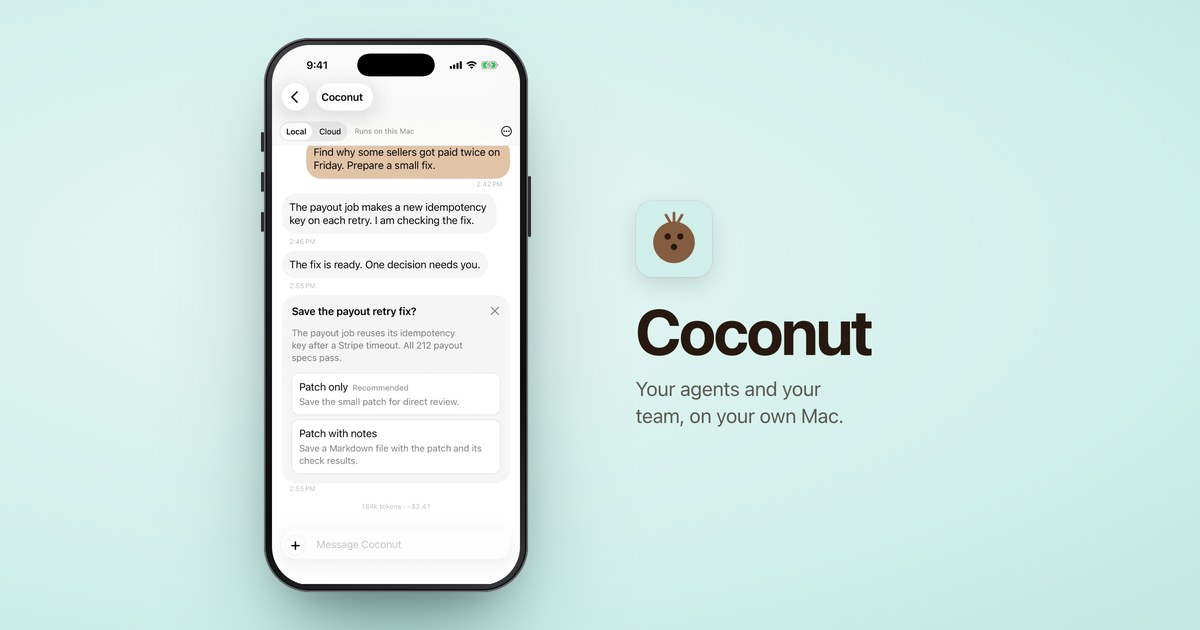 9:41
Coconut
Local
Cloud
Runs on this Mac
Find why some sellers got paid twice on
Friday. Prepare a small fix.
2:42 PM
The payout job makes a new idempotency
key on each retry. I am checking the fix.
2:46 PM
The fix is ready. One decision needs you.
2:55 PM
Save the payout retry fix?
The payout job reuses its idempotency
key after a Stripe timeout. All 212 payout
specs pass.
Patch only Recommended
Save the small patch for direct review.
Patch with notes
Save a Markdown file with the patch and its
check results.
2:55 PM
184k tokens · ~$2.41
Message Coconut
Coconut
Your agents and your
team, on your own Mac.